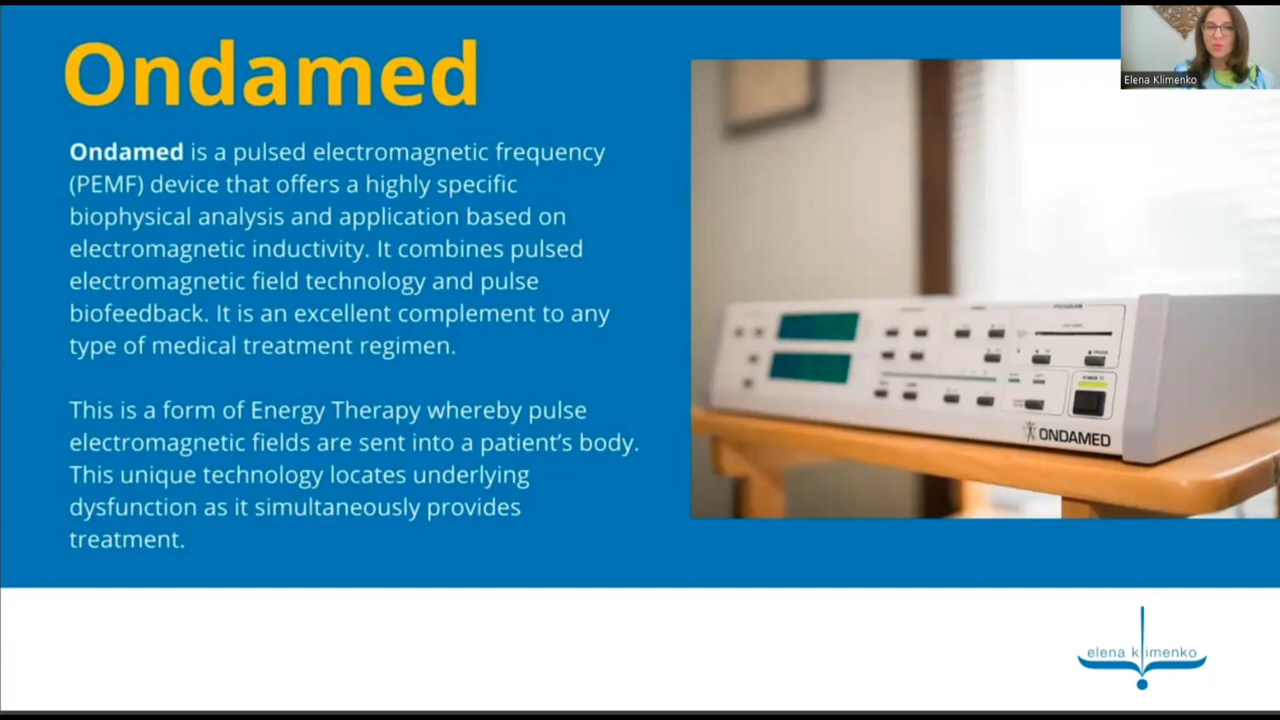 Ondamed
Ondamed is a pulsed electromagnetic frequency
(PEMF) device that offers a highly specific
biophysical analysis and application based on
electromagnetic inductivity. It combines pulsed
electromagnetic field technology and pulse
biofeedback. It is an excellent complement to any
type of medical treatment regimen.
This is a form of Energy Therapy whereby pulse
electromagnetic fields are sent into a patient’s body.
This unique technology locates underlying
dysfunction as it simultaneously provides
treatment.
Elena Klimenko
PROGRAM
POWER
ONDAMED
elena klimenko